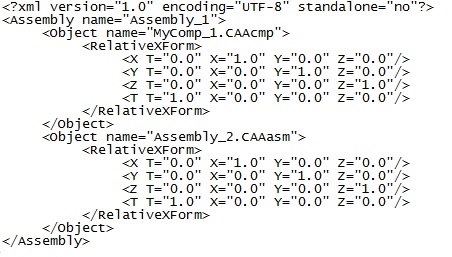 <?xml version="1.0" encoding="UTF-8" standalone="no"?>
<Assembly name="Assembly_1">
<Object name="MyComp_1.CAAcmp">
<RelativeXForm>
<X T="0.0" X="1.0" Y="0.0" Z="0.0"/>
<Y T="0.0" X="0.0" Y="1.0" Z="0.0"/>
<Z T="0.0" X="0.0" Y="0.0" Z="1.0"/>
<T T="1.0" X="0.0" Y="0.0" Z="0.0"/>
</RelativeXForm>
</Object>
<Object name="Assembly_2.CAAasm">
<RelativeXForm>
<X T="0.0" X="1.0" Y="0.0" Z="0.0"/>
<Y T="0.0" X="0.0" Y="1.0" Z="0.0"/>
<Z T="0.0" X="0.0" Y="0.0" Z="1.0"/>
<T T="1.0" X="0.0" Y="0.0" Z="0.0"/>
</RelativeXForm>
</Object>
</Assembly>